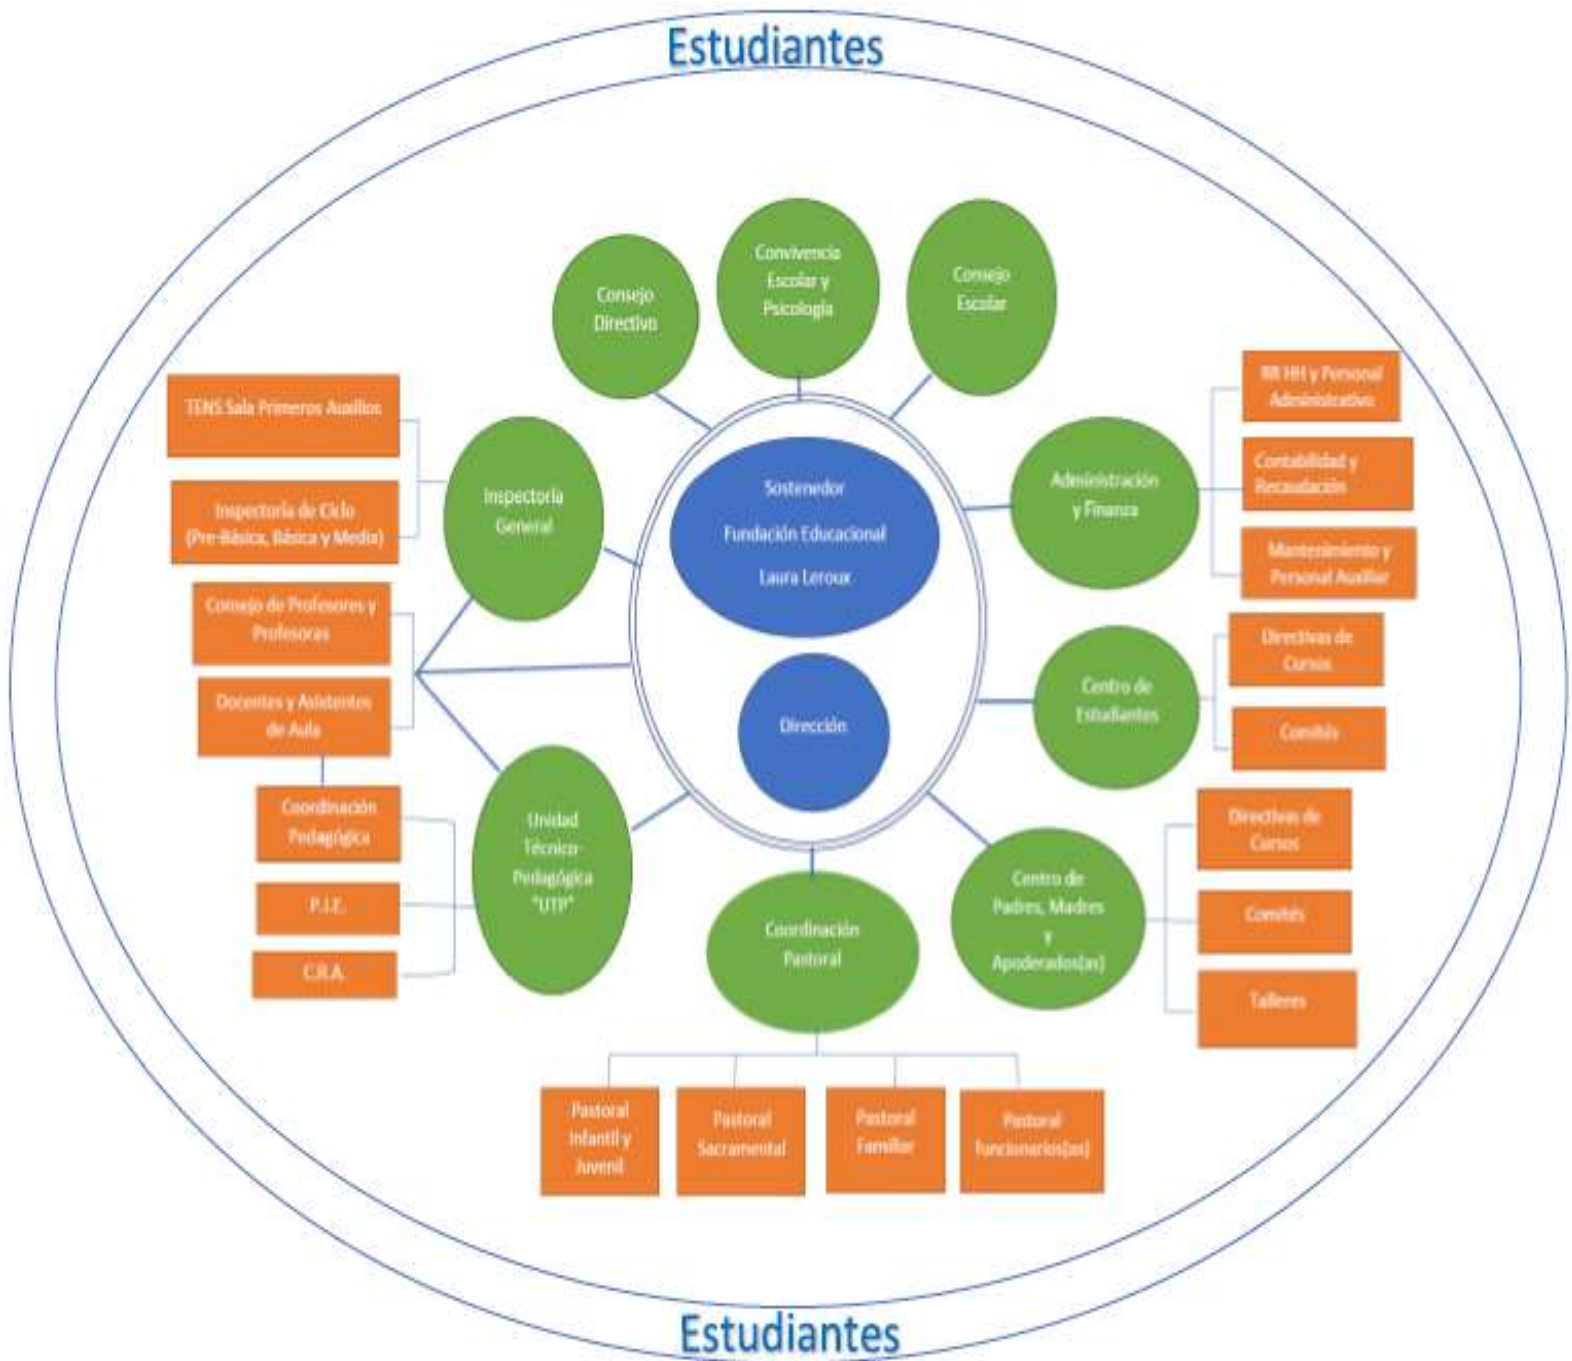 Estudiantes
Convivencia
Escolar y
Psicología
Consejo
Directivo
Consejo
Escolar
TENS Sala Primeros Auxilios
Inspectoría de Ciclo
(Pre-Básica, Básica y Media)
Inspectoría
General
Sostenedor
Fundación Educacional
Laura Leroux
Administración
y Finanza
RR HH y Personal
Administrativo
Contabilidad y
Recaudación
Mantenimiento y
Personal Auxiliar
Consejo de Profesores y
Profesoras
Docentes y Asistentes
de Aula
Dirección
Centro de
Estudiantes
Directivas de
Cursos
Comités
Coordinación
Pedagógica
P.I.E.
C.R.A.
Unidad
Técnico-
Pedagógica
"UTP"
Coordinación
Pastoral
Centro de
Padres, Madres
y
Apoderados(as)
Directivas de
Cursos
Comités
Talleres
Pastoral
Infantil y
Juvenil
Pastoral
Sacramental
Pastoral
Familiar
Pastoral
funcionarios(as)
Estudiantes